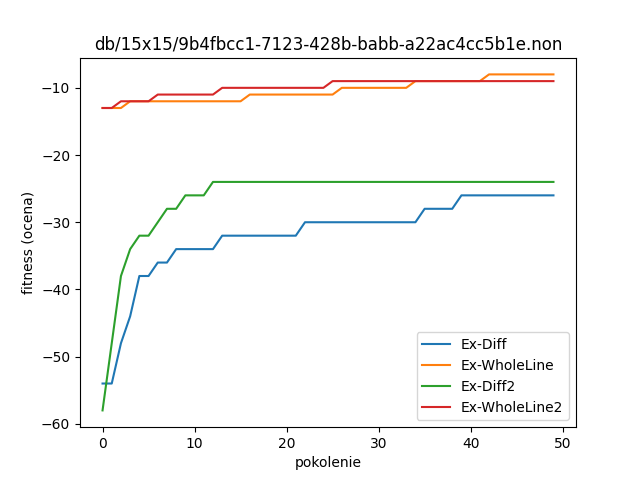 db/15x15/9b4fbcc1-7123-428b-babb-a22ac4cc5b1e.non
fitness (ocena)
−10
−20
−30
−40
−50
−60
Ex-Diff
Ex-WholeLine
Ex-Diff2
Ex-WholeLine2
0 10 20 30 40 50
pokolenie